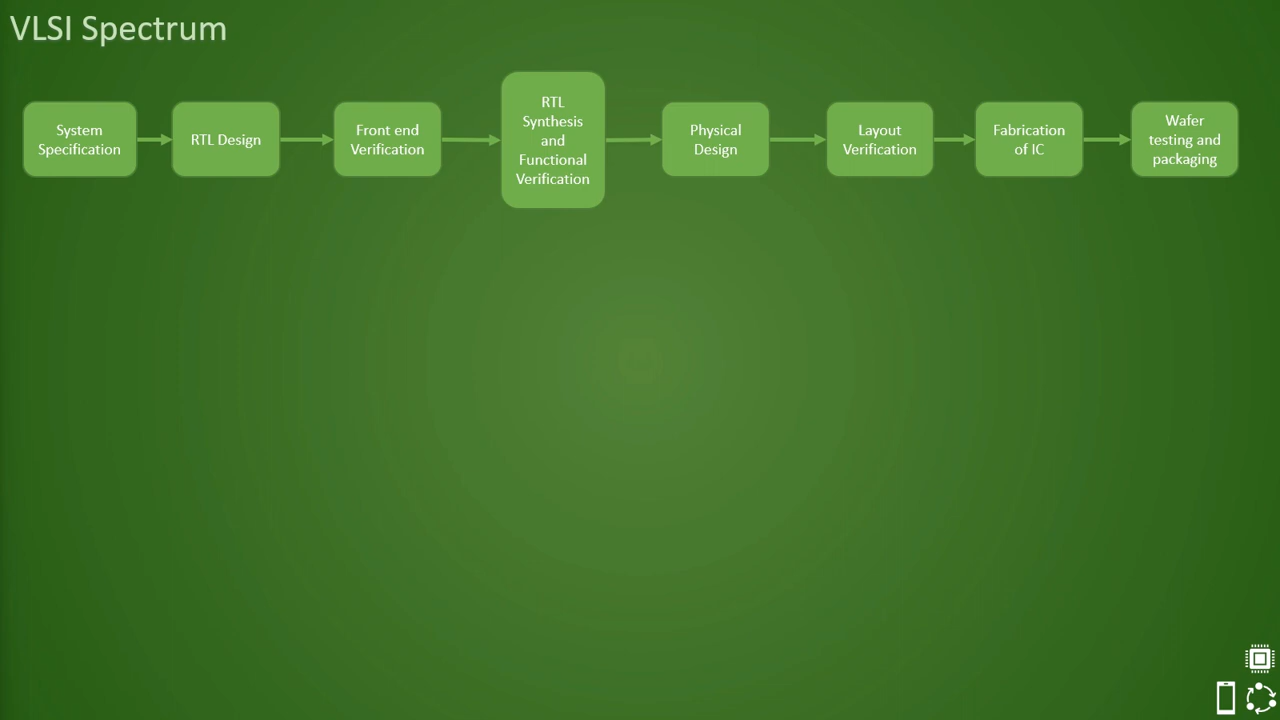 VLSI Spectrum
System
Specification
RTL Design
Front end
Verification
RTL
Synthesis
and
Functional
Verification
Physical
Design
Layout
Verification
Fabrication
of IC
Wafer
testing and
packaging